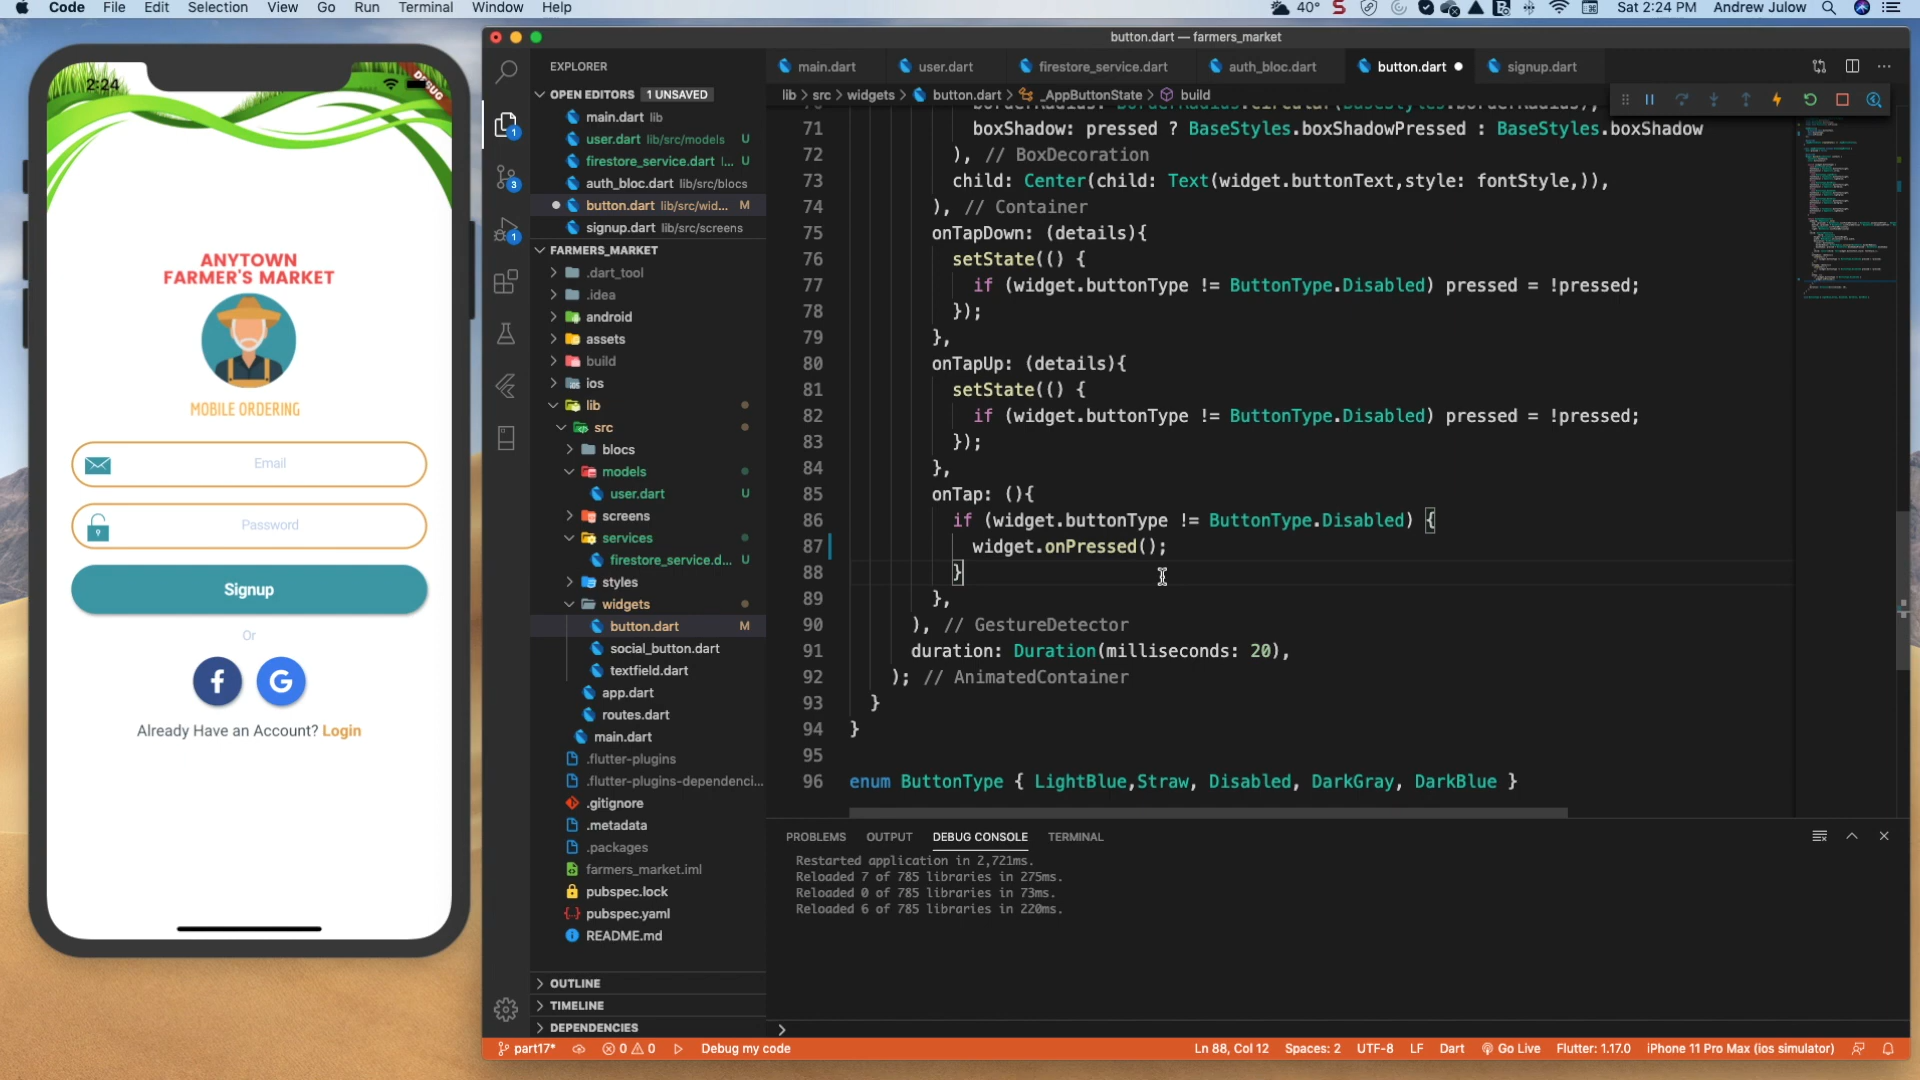 Code File Edit Selection View Go Run Terminal Window Help
40° Sat 2:24 PM Andrew Julow
button.dart — farmers_market
2:24
DEBUG
ANYTOWN
FARMER'S MARKET
MOBILE ORDERING
Email
Password
Signup
Or
f G
Already Have an Account? Login
EXPLORER
OPEN EDITORS 1 UNSAVED
main.dart lib
user.dart lib/src/models U
firestore_service.dart l... U
auth_bloc.dart lib/src/blocs
button.dart lib/src/wid... M
signup.dart lib/src/screens
FARMERS_MARKET
.dart_tool
.idea
android
assets
build
ios
lib
src
blocs
models
user.dart U
screens
services
firestore_service.d... U
styles
widgets
button.dart M
social_button.dart
textfield.dart
app.dart
routes.dart
main.dart
.flutter-plugins
.flutter-plugins-dependenci...
.gitignore
.metadata
.packages
farmers_market.iml
pubspec.lock
pubspec.yaml
README.md
OUTLINE
TIMELINE
DEPENDENCIES
1
3
1
main.dart user.dart firestore_service.dart auth_bloc.dart button.dart signup.dart
lib > src > widgets > button.dart > _AppButtonState > build
71 boxShadow: pressed ? BaseStyles.boxShadowPressed : BaseStyles.boxShadow
72 ), // BoxDecoration
73 child: Center(child: Text(widget.buttonText,style: fontStyle,)),
74 ), // Container
75 onTapDown: (details){
76 setState(() {
77 if (widget.buttonType != ButtonType.Disabled) pressed = !pressed;
78 });
79 },
80 onTapUp: (details){
81 setState(() {
82 if (widget.buttonType != ButtonType.Disabled) pressed = !pressed;
83 });
84 },
85 onTap: (){
86 if (widget.buttonType != ButtonType.Disabled) {
87 widget.onPressed();
88 }
89 },
90 ), // GestureDetector
91 duration: Duration(milliseconds: 20),
92 ); // AnimatedContainer
93 }
94 }
95
96 enum ButtonType { LightBlue,Straw, Disabled, DarkGray, DarkBlue }
PROBLEMS OUTPUT DEBUG CONSOLE TERMINAL
Restarted application in 2,721ms.
Reloaded 7 of 785 libraries in 275ms.
Reloaded 0 of 785 libraries in 73ms.
Reloaded 6 of 785 libraries in 220ms.
part17* 0 0 Debug my code Ln 88, Col 12 Spaces: 2 UTF-8 LF Dart Go Live Flutter: 1.17.0 iPhone 11 Pro Max (ios simulator)